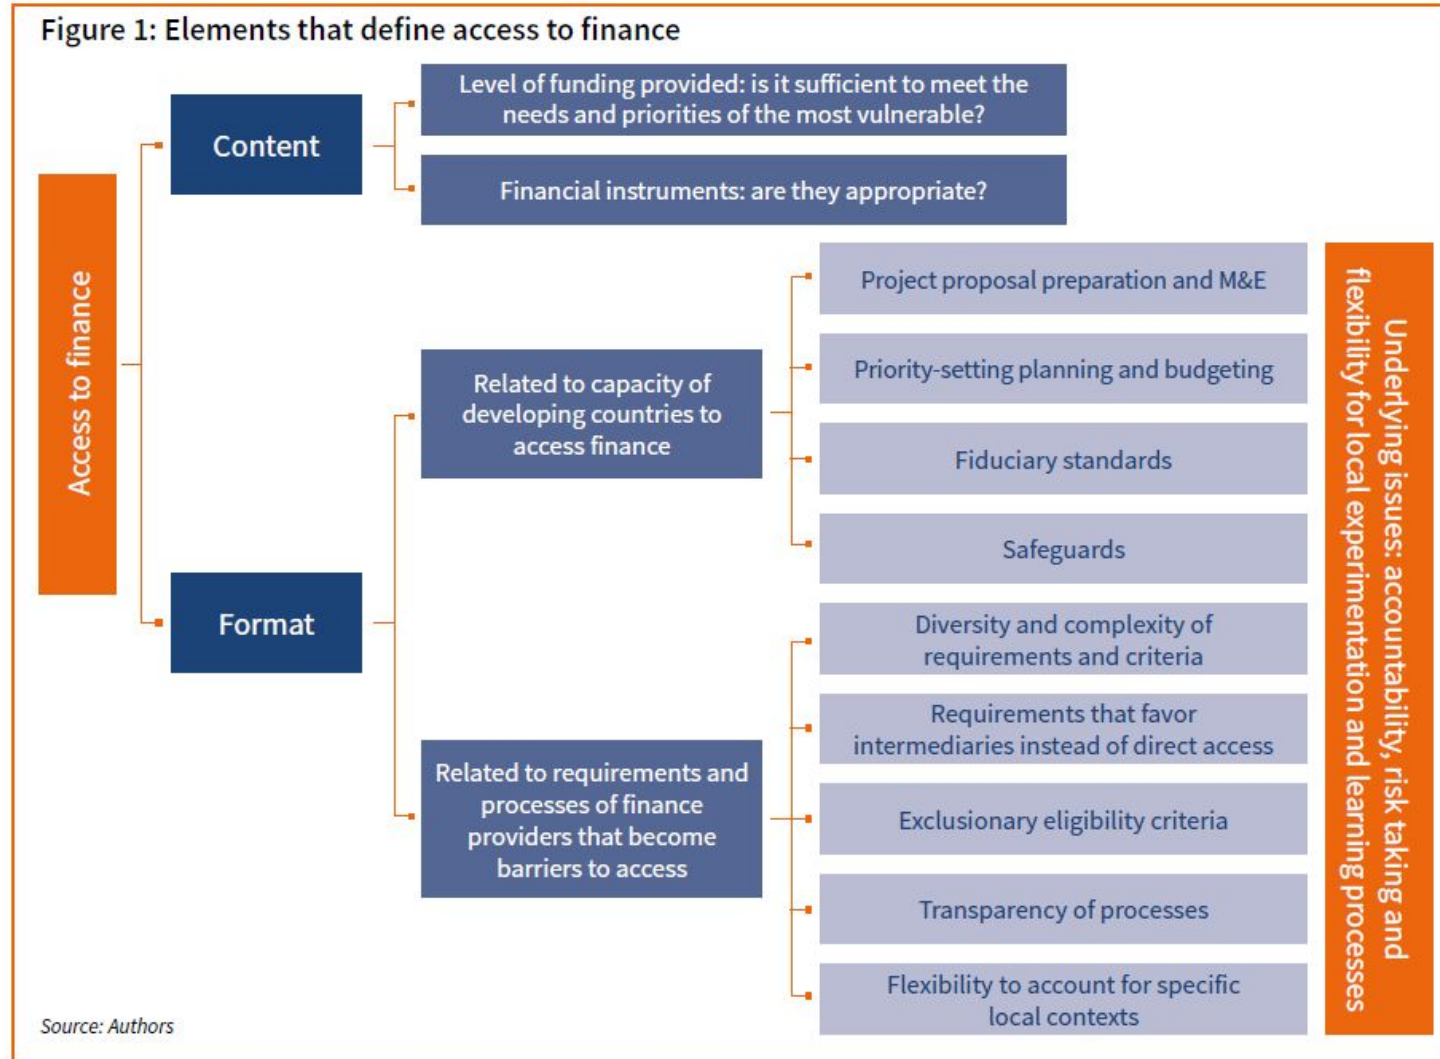 Figure 1: Elements that define access to finance
Access to finance
Content
Level of funding provided: is it sufficient to meet the
needs and priorities of the most vulnerable?
Financial instruments: are they appropriate?
Format
Related to capacity of
developing countries to
access finance
Project proposal preparation and M&E
Priority-setting planning and budgeting
Fiduciary standards
Safeguards
Related to requirements and
processes of finance
providers that become
barriers to access
Diversity and complexity of
requirements and criteria
Requirements that favor
intermediaries instead of direct access
Exclusionary eligibility criteria
Transparency of processes
Flexibility to account for specific
local contexts
Underlying issues: accountability, risk taking and
flexibility for local experimentation and learning processes
Source: Authors